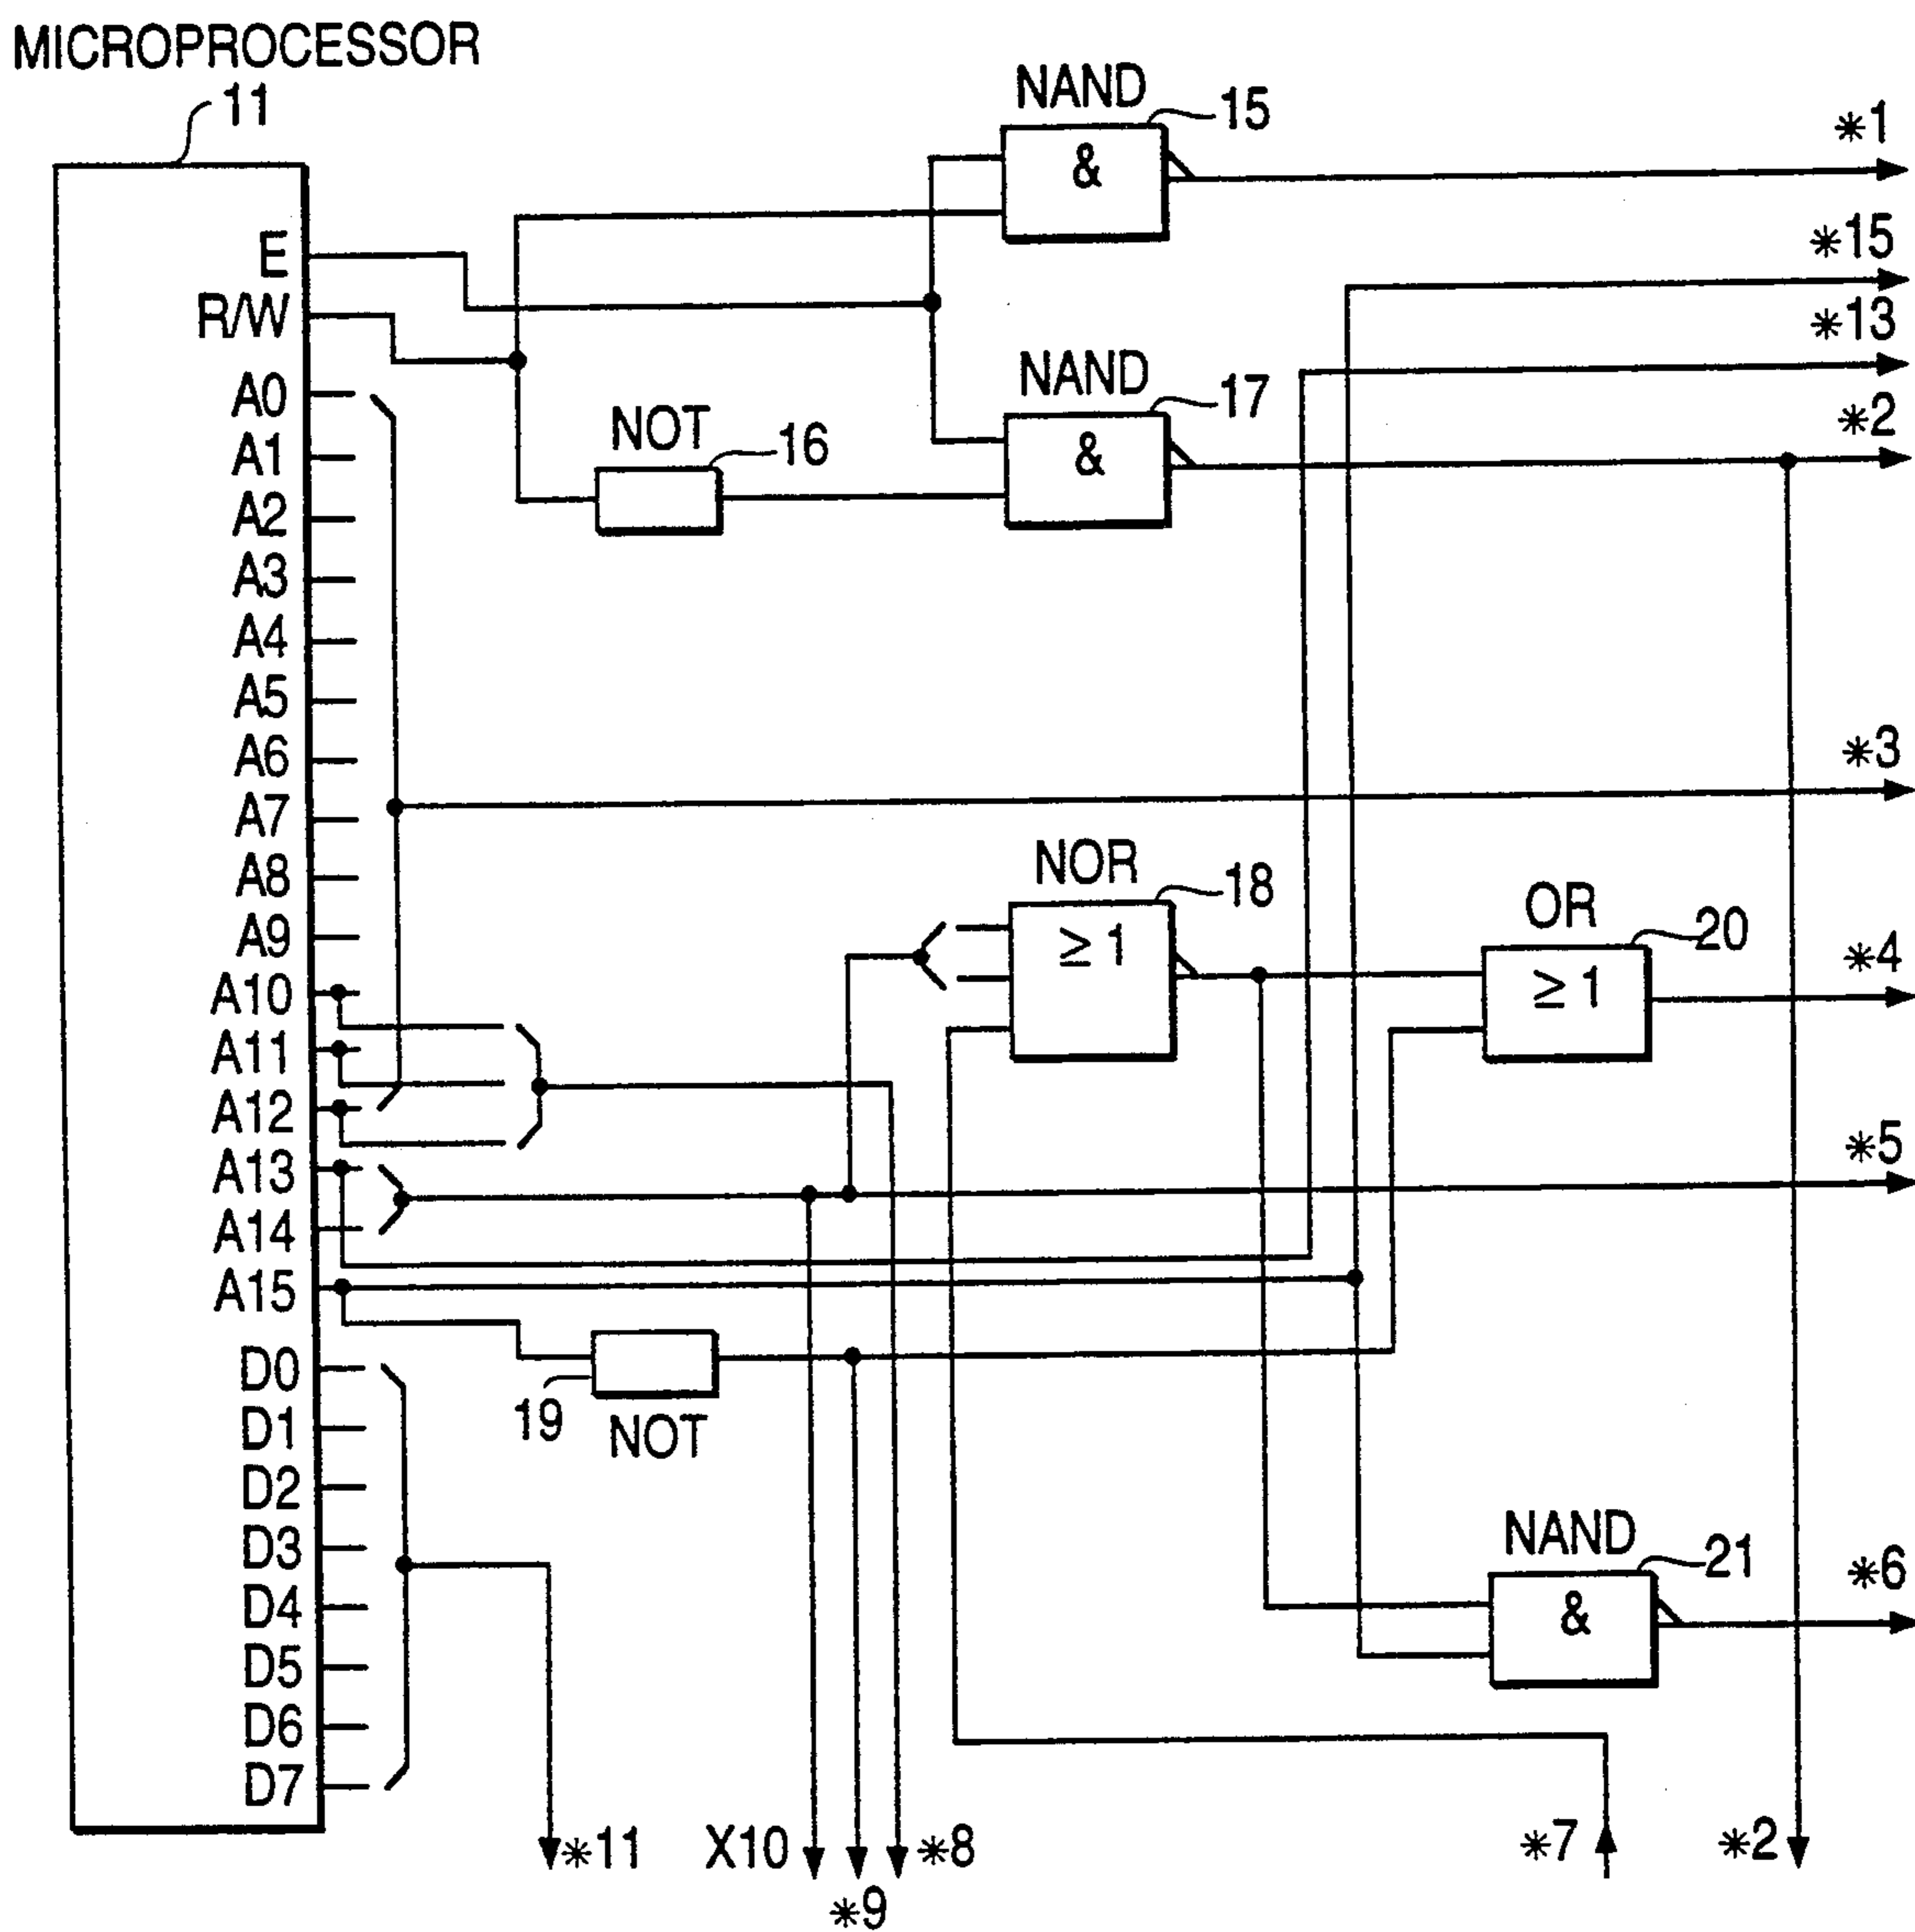 MICROPROCESSOR
11
NAND
15
&
*1
*15
E
R/W
*13
NAND
17
*2
A0
NOT
16
&
A1
A2
A3
A4
A5
A6
*3
A7
NOR
18
A8
OR
20
A9
≥ 1
*4
A10
≥ 1
A11
A12
*5
A13
A14
A15
D0
19
NOT
D1
D2
NAND
21
D3
*6
D4
&
D5
D6
D7
*11
X10
*8
*7
*2
*9